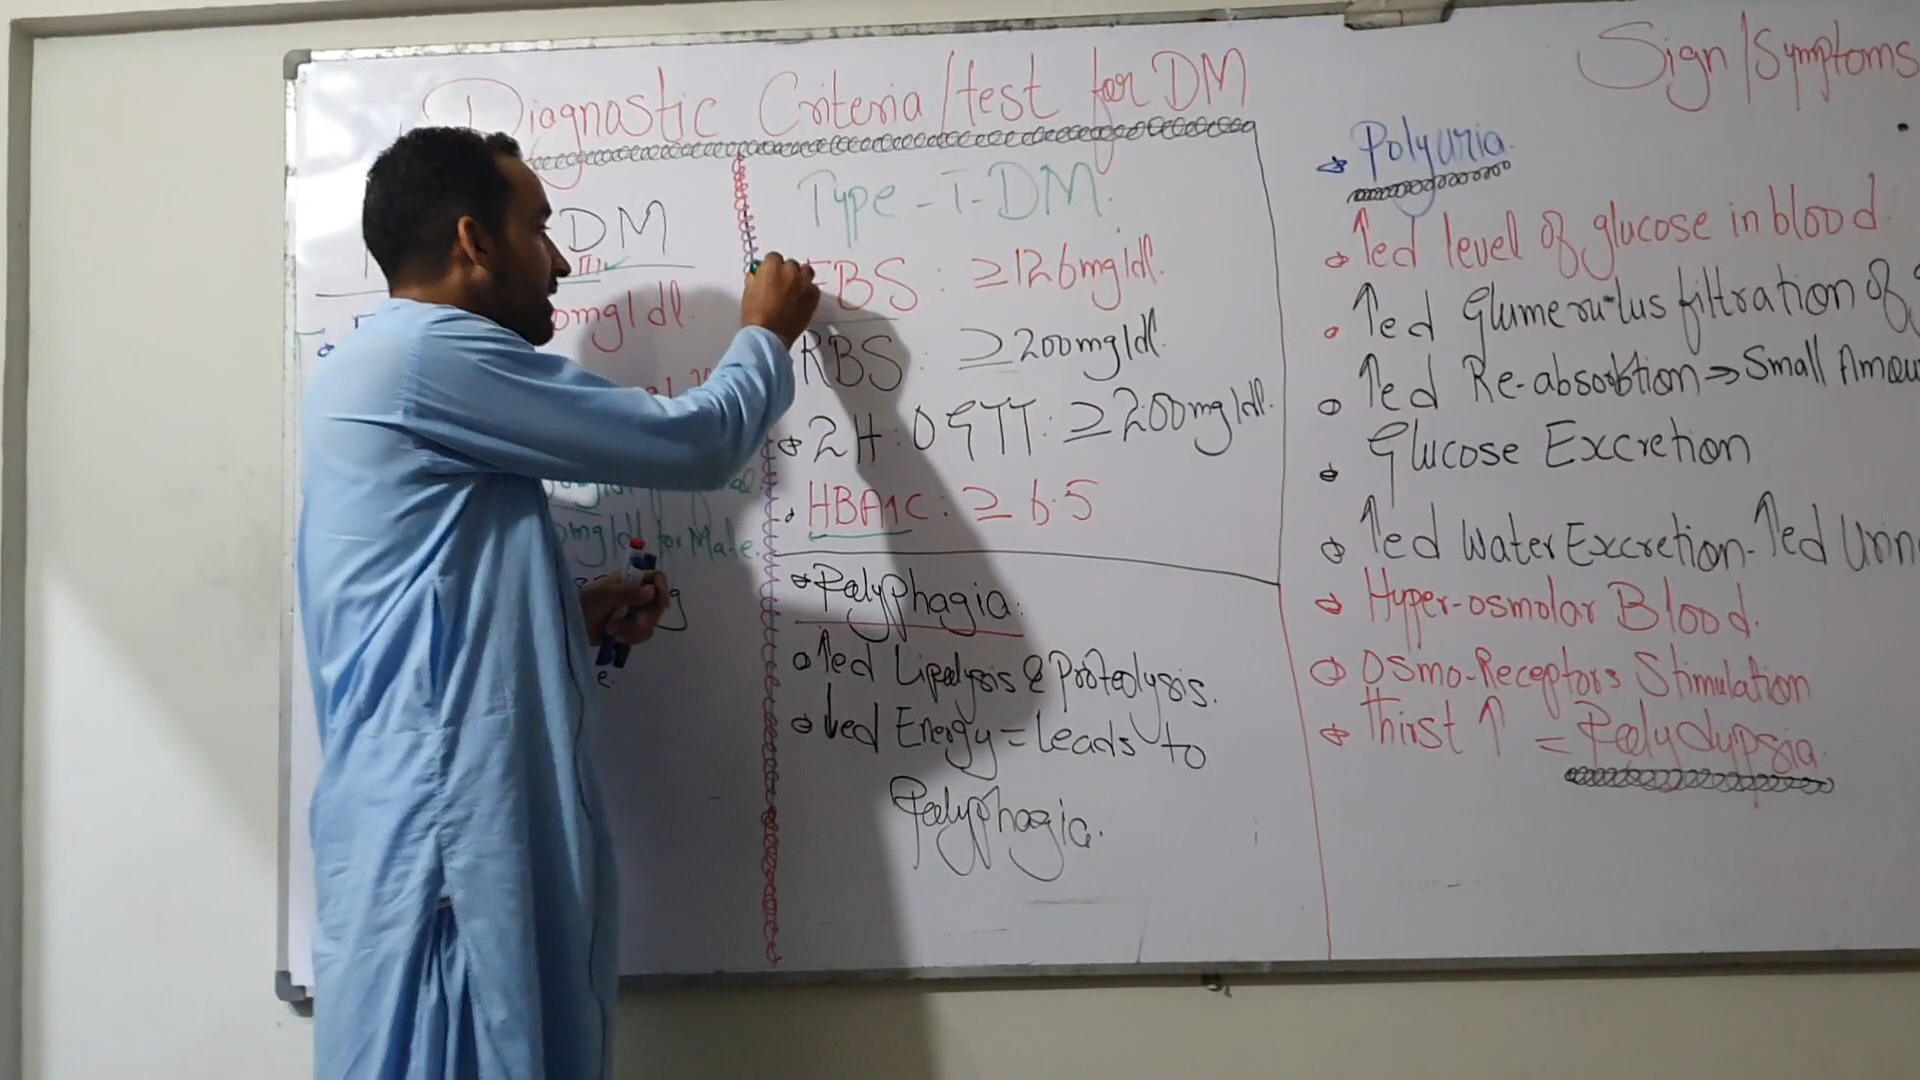 Diagnostic Criteria/test for DM
DM
mg/dl
mg/dl for Male.
Type-I-DM.
FBS: ≥126mg/dl.
RBS: ≥200mg/dl.
2H.OGTT: ≥200mg/dl.
HBA1C: ≥ 6.5
Polyphagia:
↑ed Lipolysis & Proteolysis.
↓ed Energy = Leads to
Polyphagia.
Sign/Symptoms
Polyuria.
↑ed level of glucose in blood
↑ed Glumerulus filtration of
↑ed Re-absorbtion → Small Amou
Glucose Excretion
↑ed Water Excretion-↑ed Urin
Hyper-osmolar Blood.
Osmo-Receptors Stimulation
thirst ↑ = Polydypsia.